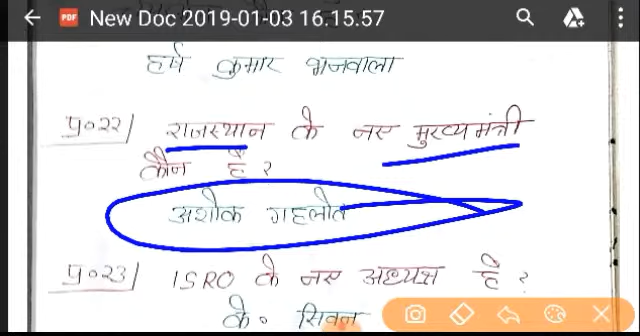 New Doc 2019-01-03 16.15.57
हर्ष कुमार भनवाला
प्र०22/ राजस्थान के नए मुख्यमंत्री
कौन है?
अशोक गहलोत
प्र०23/ ISRO के नए अध्यक्ष है?
के० सिवन